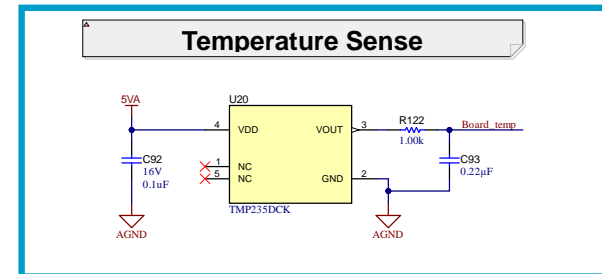 Temperature Sense
5VA
U20
4
VDD
VOUT
3
R122
1.00k
Board_temp
C92
16V
0.1uF
1
NC
5
NC
GND
2
C93
0.22µF
TMP235DCK
AGND
AGND